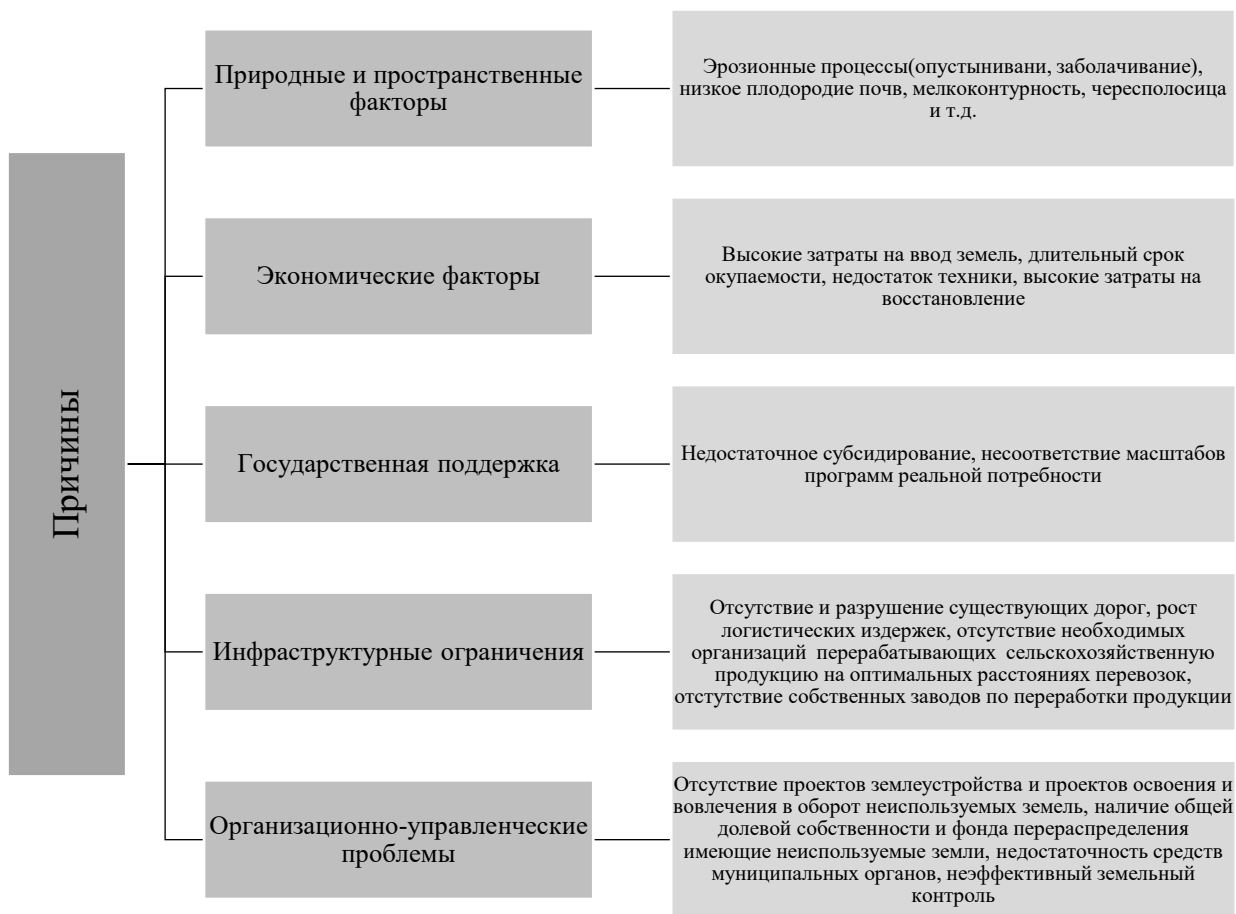 Причины
Природные и пространственные
факторы
Эрозионные процессы(опустынивани, заболачивание),
низкое плодородие почв, мелкоконтурность, чересполосица
и т.д.
Экономические факторы
Высокие затраты на ввод земель, длительный срок
окупаемости, недостаток техники, высокие затраты на
восстановление
Государственная поддержка
Недостаточное субсидирование, несоответствие масштабов
программ реальной потребности
Инфраструктурные ограничения
Отсутствие и разрушение существующих дорог, рост
логистических издержек, отсутствие необходимых
организаций перерабатывающих сельскохозяйственную
продукцию на оптимальных расстояниях перевозок,
отстутствие собственных заводов по переработки продукции
Организационно-управленческие
проблемы
Отсутствие проектов землеустройства и проектов освоения и
вовлечения в оборот неиспользуемых земель, наличие общей
долевой собственности и фонда перераспределения
имеющие неиспользуемые земли, недостаточность средств
муниципальных органов, неэффективный земельный
контроль